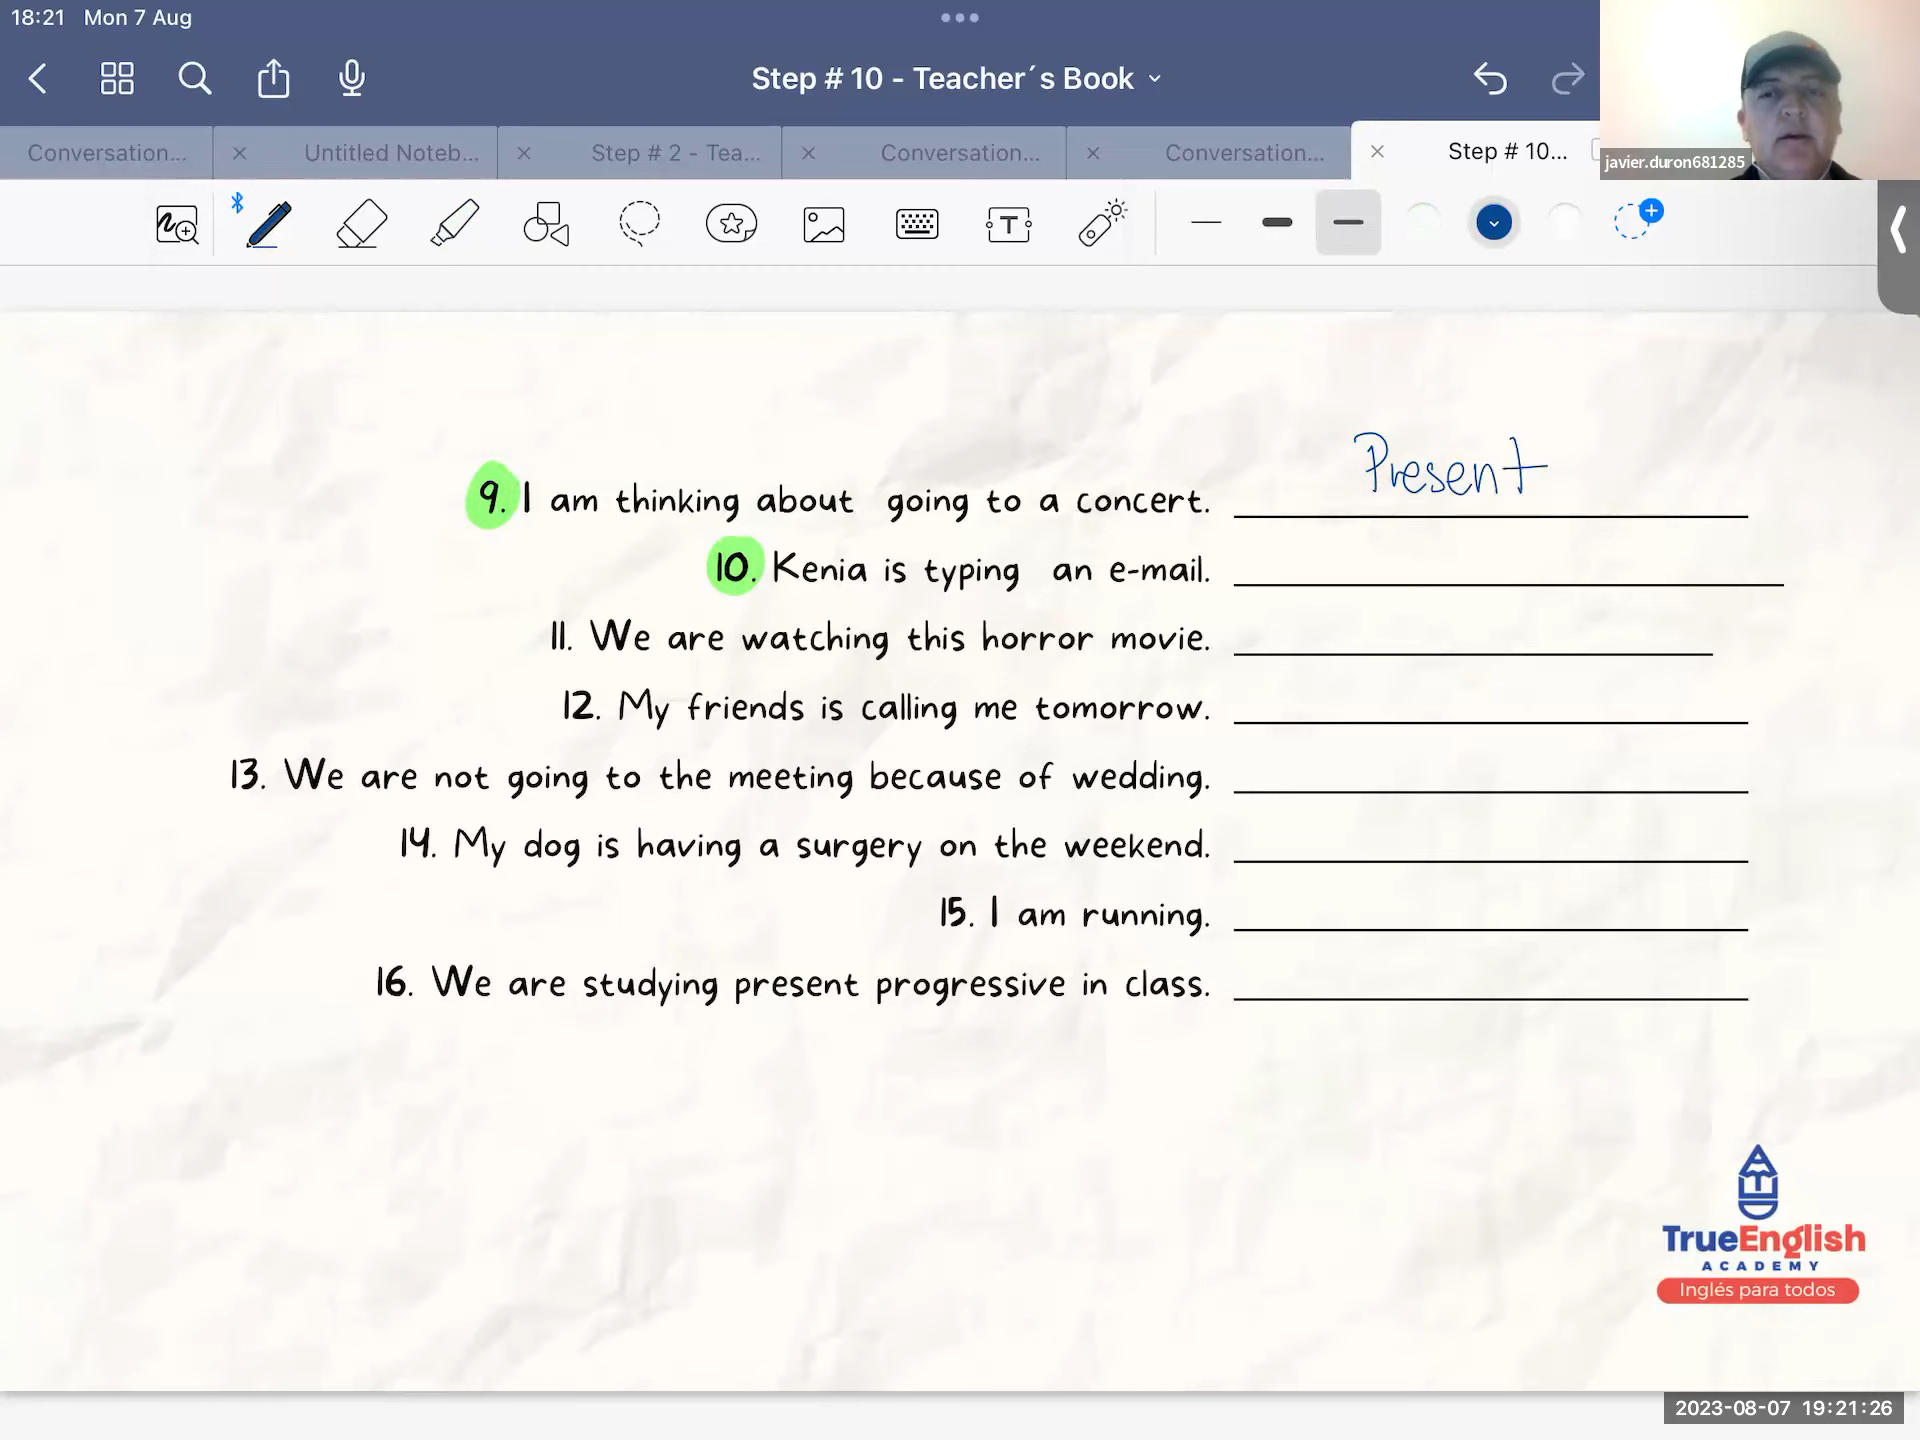 18:21 Mon 7 Aug
Step # 10 - Teacher´s Book
javier.duron681285
Conversation... Untitled Noteb... Step # 2 - Tea... Conversation... Conversation... Step # 10...
T
Present
9. I am thinking about going to a concert.
10. Kenia is typing an e-mail.
11. We are watching this horror movie.
12. My friends is calling me tomorrow.
13. We are not going to the meeting because of wedding.
14. My dog is having a surgery on the weekend.
15. I am running.
16. We are studying present progressive in class.
TrueEnglish
ACADEMY
Inglés para todos
2023-08-07 19:21:26